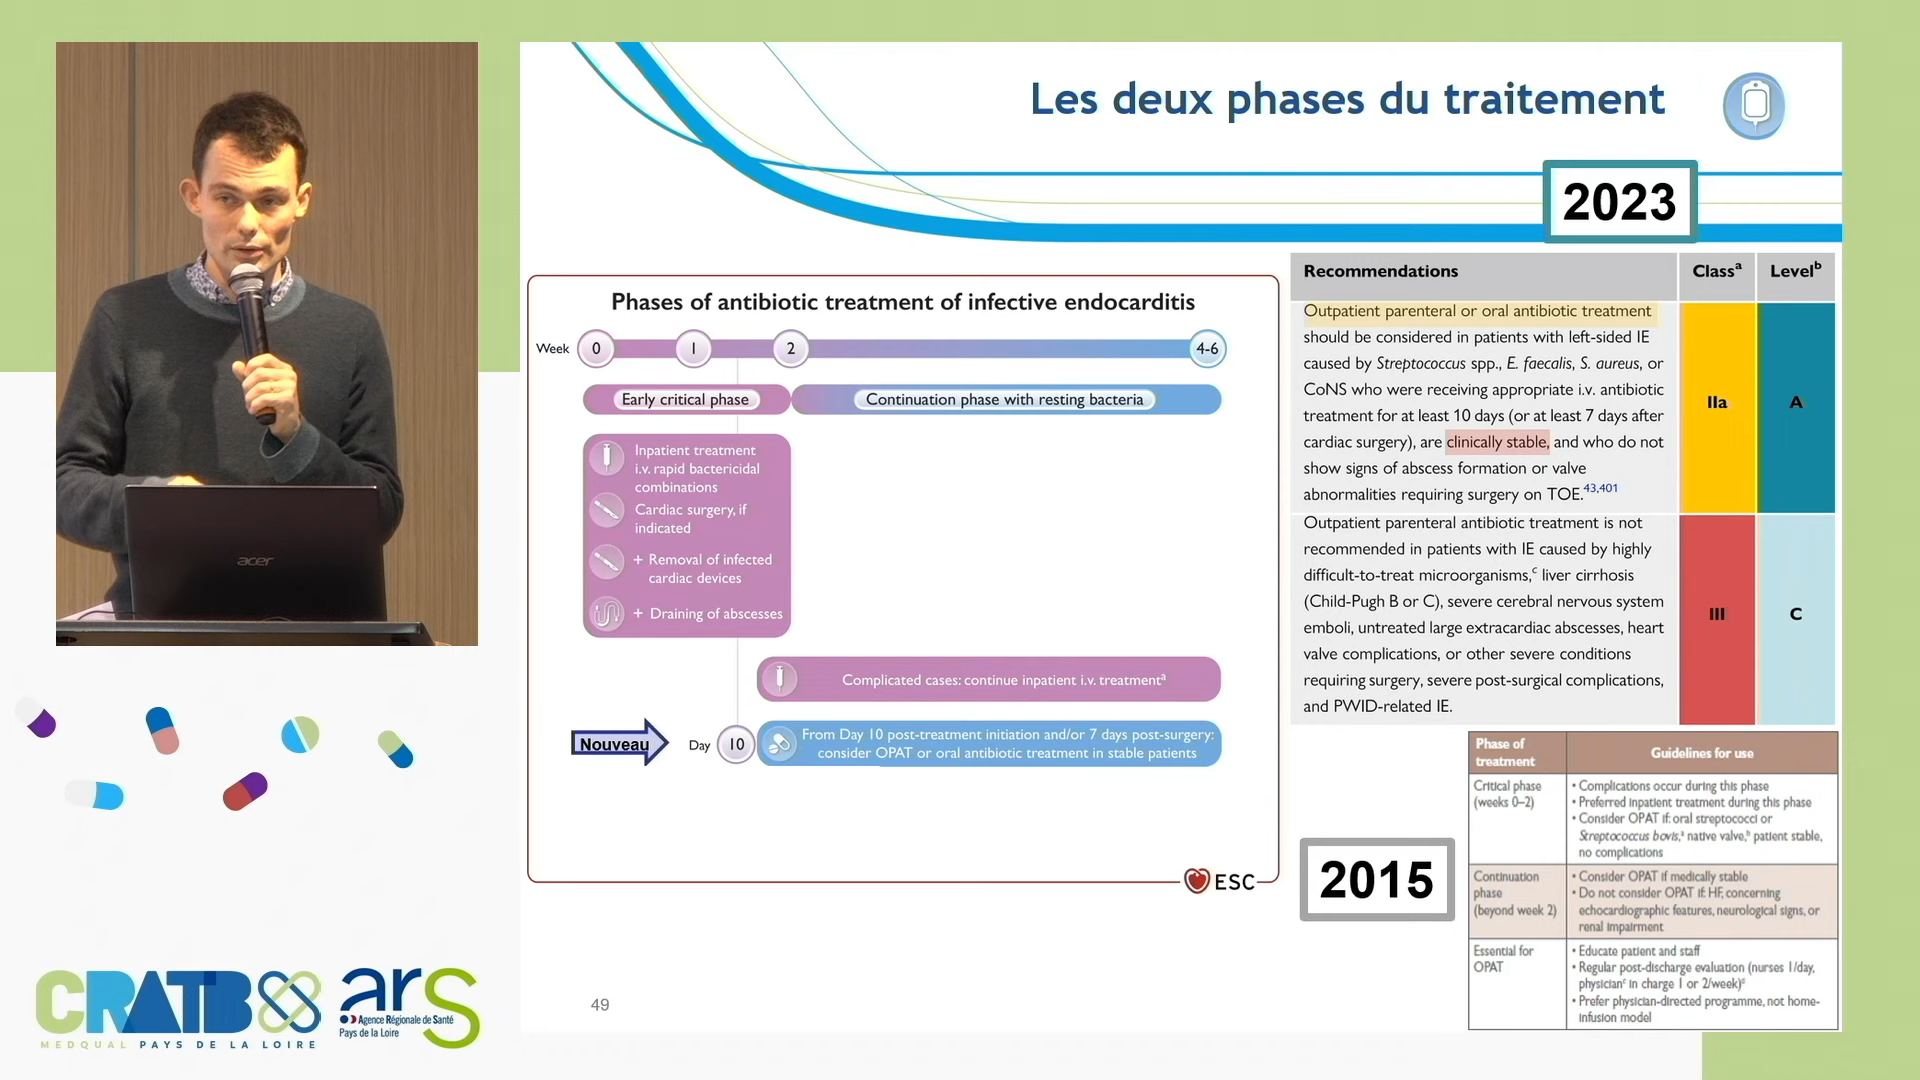 Les deux phases du traitement
2023
Phases of antibiotic treatment of infective endocarditis
Week 0 1 2 4-6
Early critical phase
Continuation phase with resting bacteria
Inpatient treatment
i.v. rapid bactericidal
combinations
Cardiac surgery, if
indicated
+ Removal of infected
cardiac devices
+ Draining of abscesses
Complicated cases: continue inpatient i.v. treatmentᵃ
Nouveau
Day 10
From Day 10 post-treatment initiation and/or 7 days post-surgery:
consider OPAT or oral antibiotic treatment in stable patients
ESC
Recommendations Classᵃ Levelᵇ
Outpatient parenteral or oral antibiotic treatment
should be considered in patients with left-sided IE
caused by Streptococcus spp., E. faecalis, S. aureus, or
CoNS who were receiving appropriate i.v. antibiotic
treatment for at least 10 days (or at least 7 days after
cardiac surgery), are clinically stable, and who do not
show signs of abscess formation or valve
abnormalities requiring surgery on TOE.43,401
IIa A
Outpatient parenteral antibiotic treatment is not
recommended in patients with IE caused by highly
difficult-to-treat microorganisms,ᶜ liver cirrhosis
(Child-Pugh B or C), severe cerebral nervous system
emboli, untreated large extracardiac abscesses, heart
valve complications, or other severe conditions
requiring surgery, severe post-surgical complications,
and PWID-related IE.
III C
2015
Phase of
treatment
Guidelines for use
Critical phase
(weeks 0–2)
• Complications occur during this phase
• Preferred inpatient treatment during this phase
• Consider OPAT if: oral streptococci or
Streptococcus bovis,ᵃ native valve,ᵇ patient stable,
no complications
Continuation
phase
(beyond week 2)
• Consider OPAT if medically stable
• Do not consider OPAT if: HF, concerning
echocardiographic features, neurological signs, or
renal impairment
Essential for
OPAT
• Educate patient and staff
• Regular post-discharge evaluation (nurses 1/day,
physicianᶜ in charge 1 or 2/week)ᵈ
• Prefer physician-directed programme, not home-
infusion model
49
acer
CRATB
MEDQUAL PAYS DE LA LOIRE
ars
Agence Régionale de Santé
Pays de la Loire